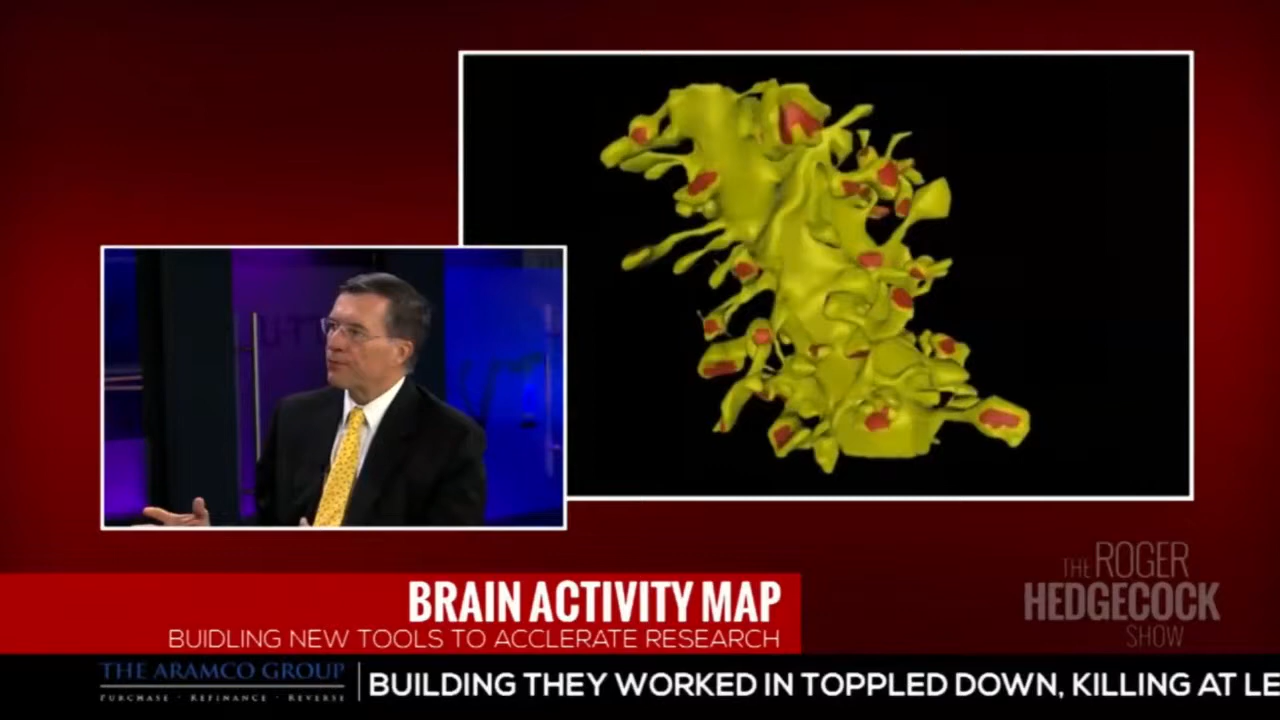 BRAIN ACTIVITY MAP
BUIDLING NEW TOOLS TO ACCLERATE RESEARCH
THE ROGER
HEDGECOCK
SHOW
THE ARAMCO GROUP
PURCHASE · REFINANCE · REVERSE
BUILDING THEY WORKED IN TOPPLED DOWN, KILLING AT LE